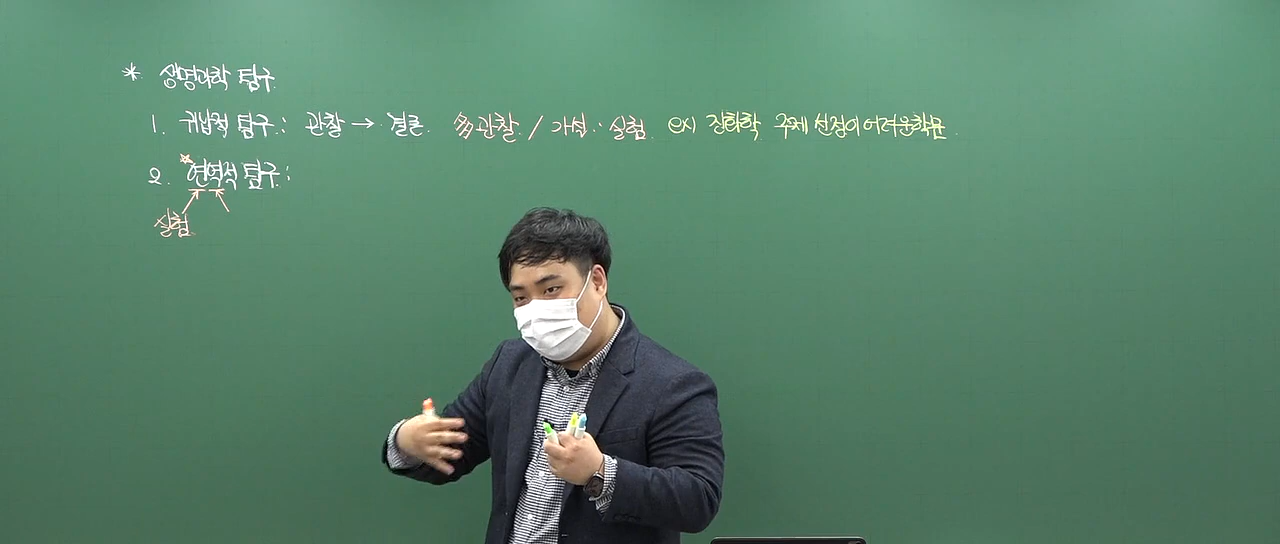 * 생명과학 탐구
1. 귀납적 탐구 : 관찰 → 결론. 多관찰 / 가설·실험 ex) 진화학 주제 선정이 어려운 학문.
2. 연역적 탐구 :
실험